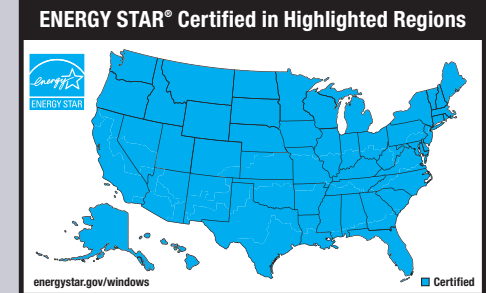 ENERGY STAR® Certified in Highlighted Regions
energy
ENERGY STAR
energystar.gov/windows
Certified